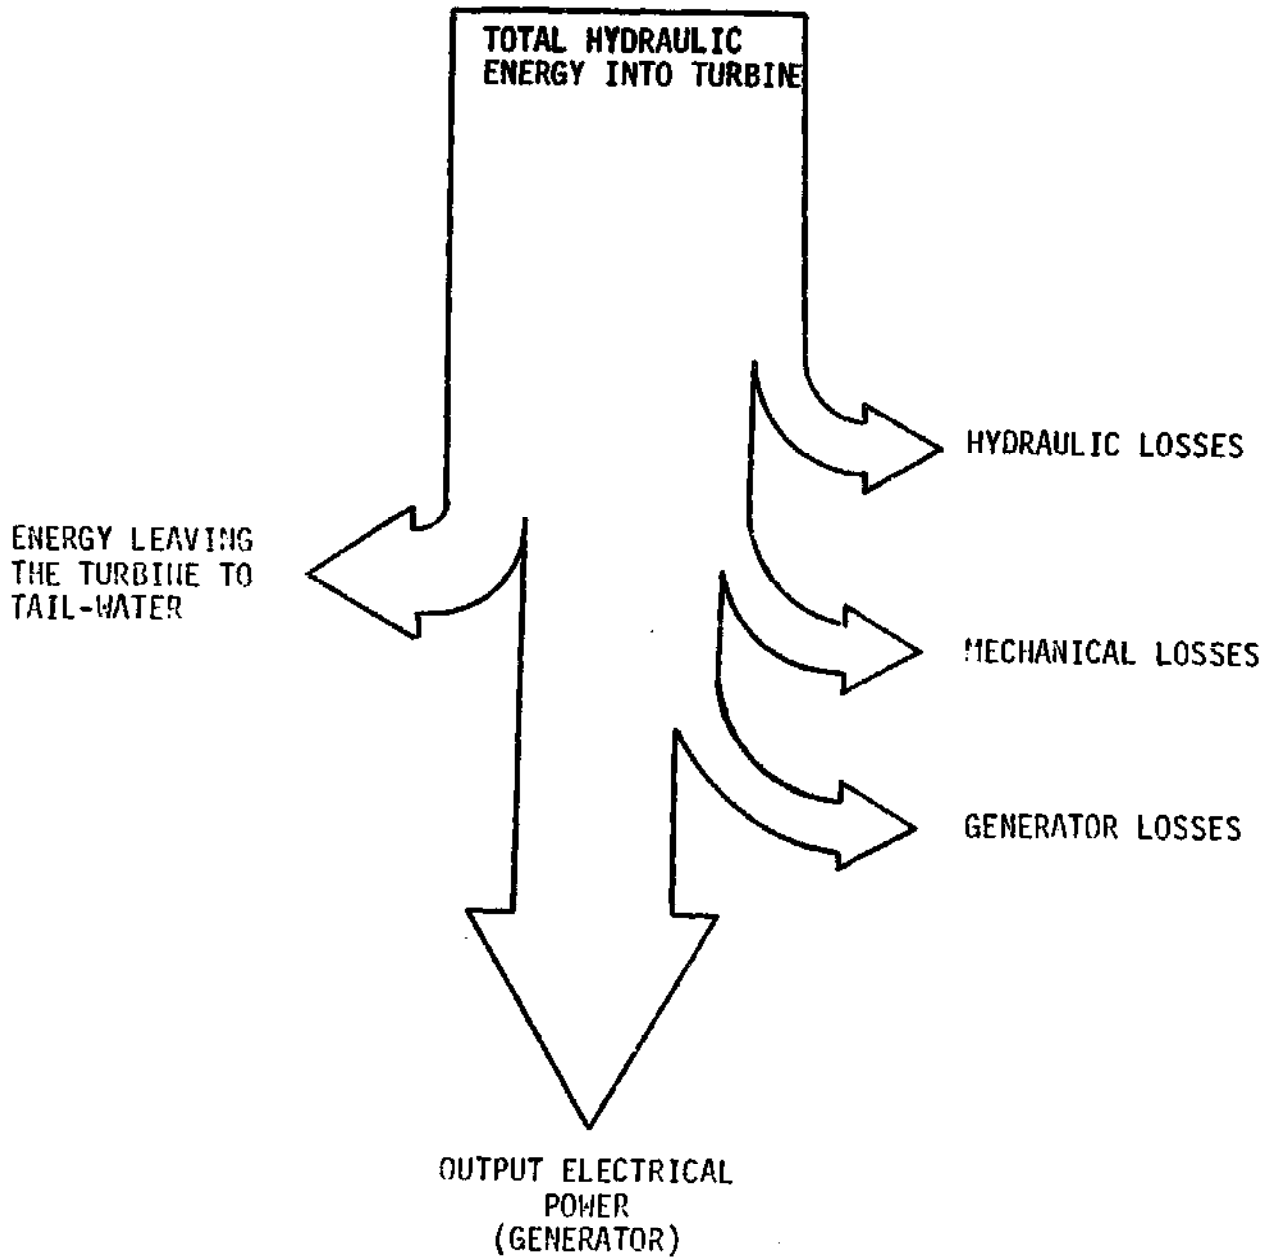 TOTAL HYDRAULIC
ENERGY INTO TURBINE
HYDRAULIC LOSSES
ENERGY LEAVING
THE TURBINE TO
TAIL-WATER
MECHANICAL LOSSES
GENERATOR LOSSES
OUTPUT ELECTRICAL
POWER
(GENERATOR)